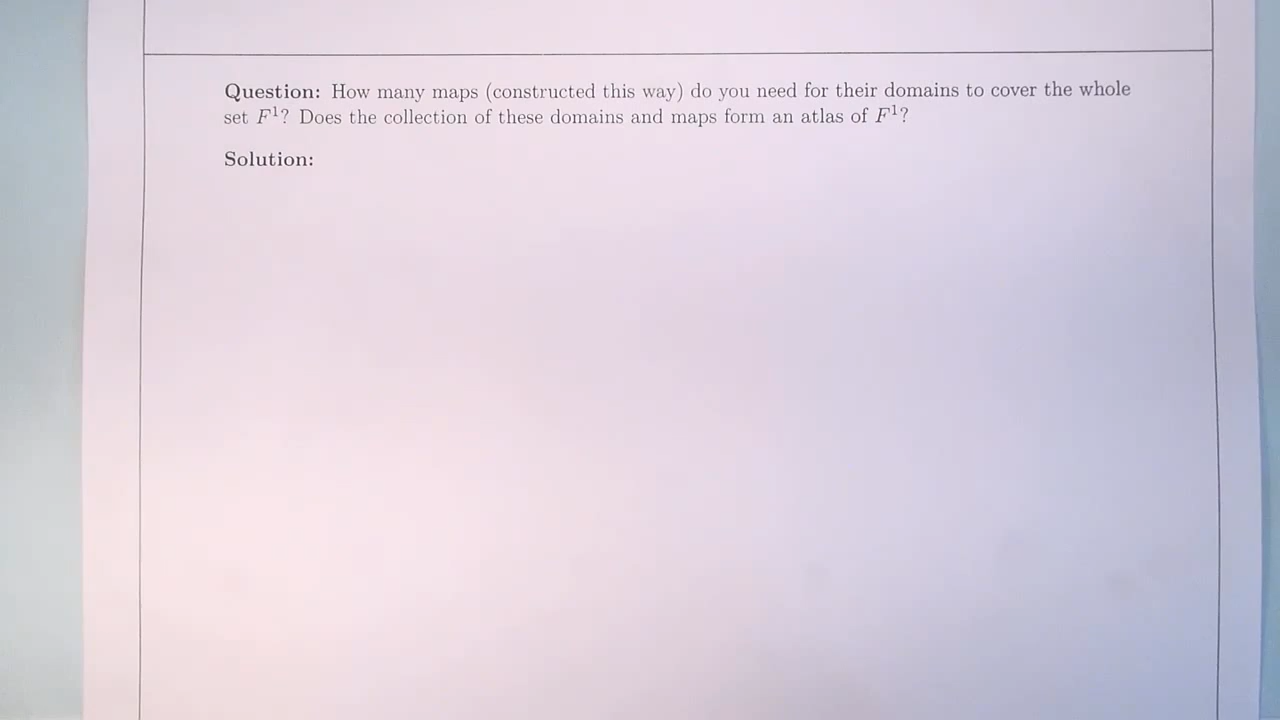 Question: How many maps (constructed this way) do you need for their domains to cover the whole
set F¹? Does the collection of these domains and maps form an atlas of F¹?
Solution: